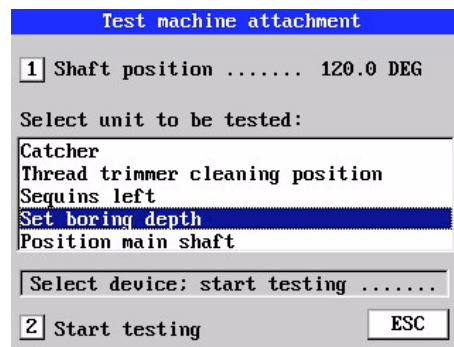 Test machine attachment
1 Shaft position ....... 120.0 DEG
Select unit to be tested:
Catcher
Thread trimmer cleaning position
Sequins left
Set boring depth
Position main shaft
Select device; start testing .......
2 Start testing ESC